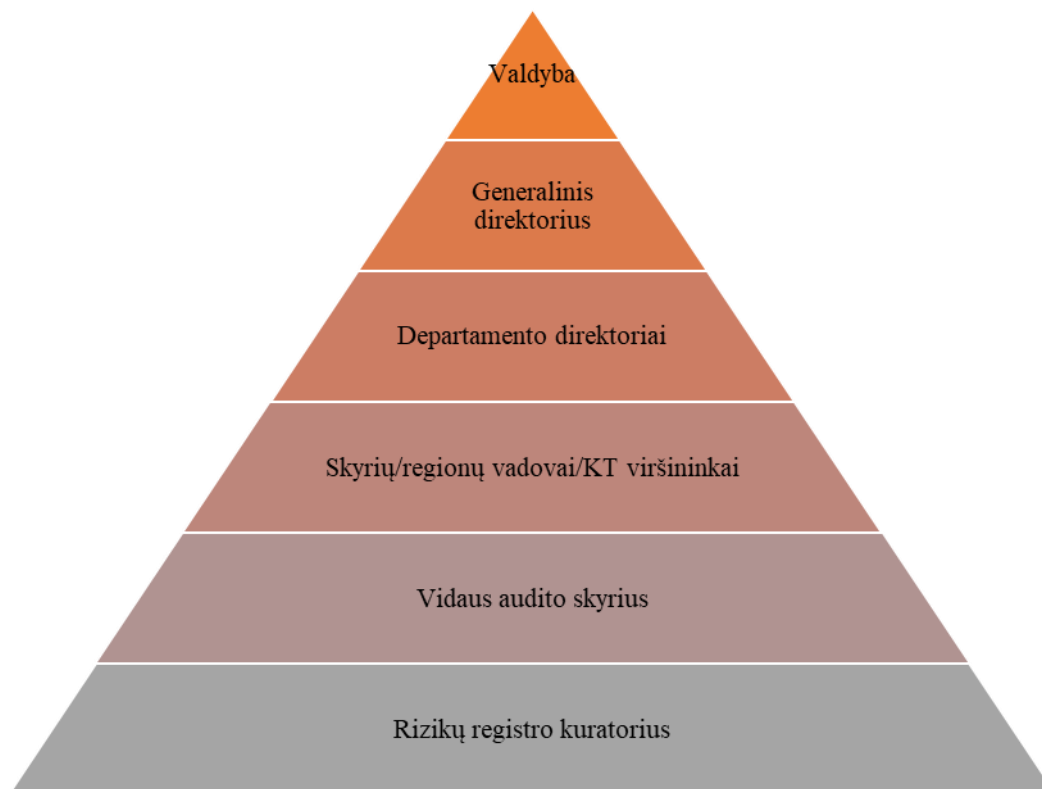 Valdyba
Generalinis
direktorius
Departamento direktoriai
Skyrių/regionų vadovai/KT viršininkai
Vidaus audito skyrius
Rizikų registro kuratorius